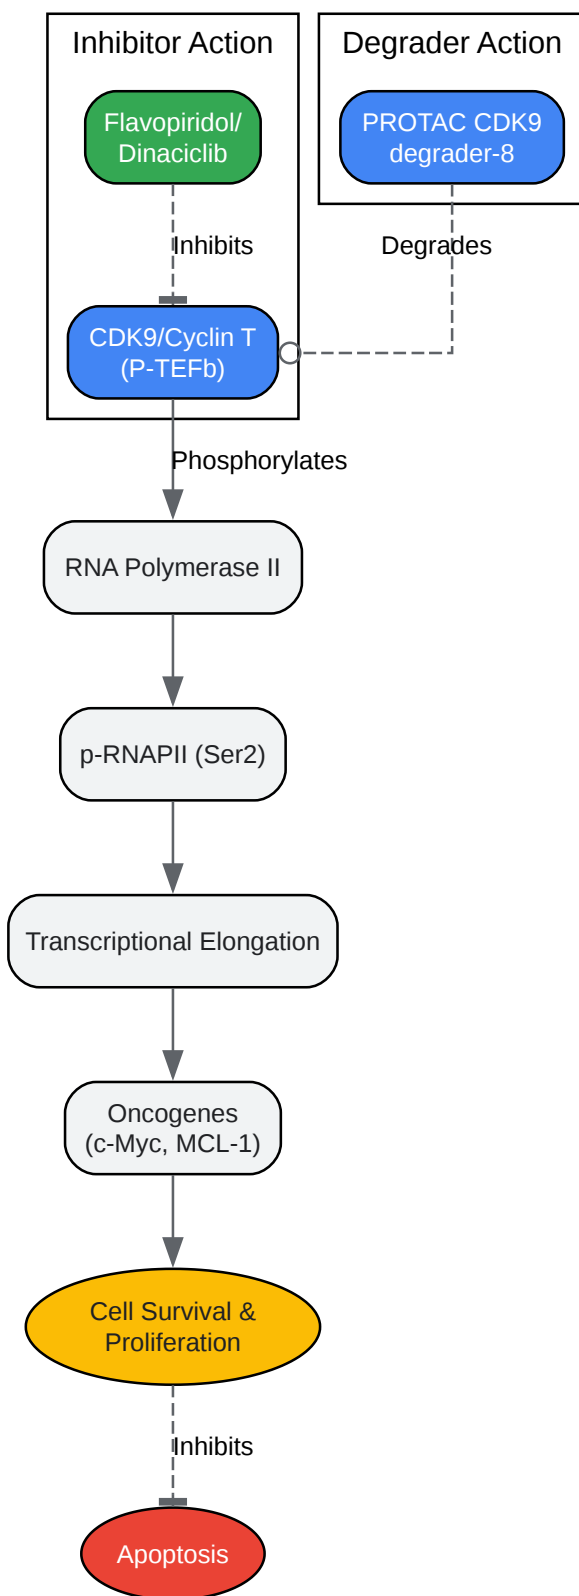 Inhibitor Action
Degrader Action
Flavopiridol/
Dinaciclib
PROTAC CDK9
degrader-8
Inhibits
Degrades
CDK9/Cyclin T
(P-TEFb)
Phosphorylates
RNA Polymerase II
p-RNAPII (Ser2)
Transcriptional Elongation
Oncogenes
(c-Myc, MCL-1)
Cell Survival &
Proliferation
Inhibits
Apoptosis